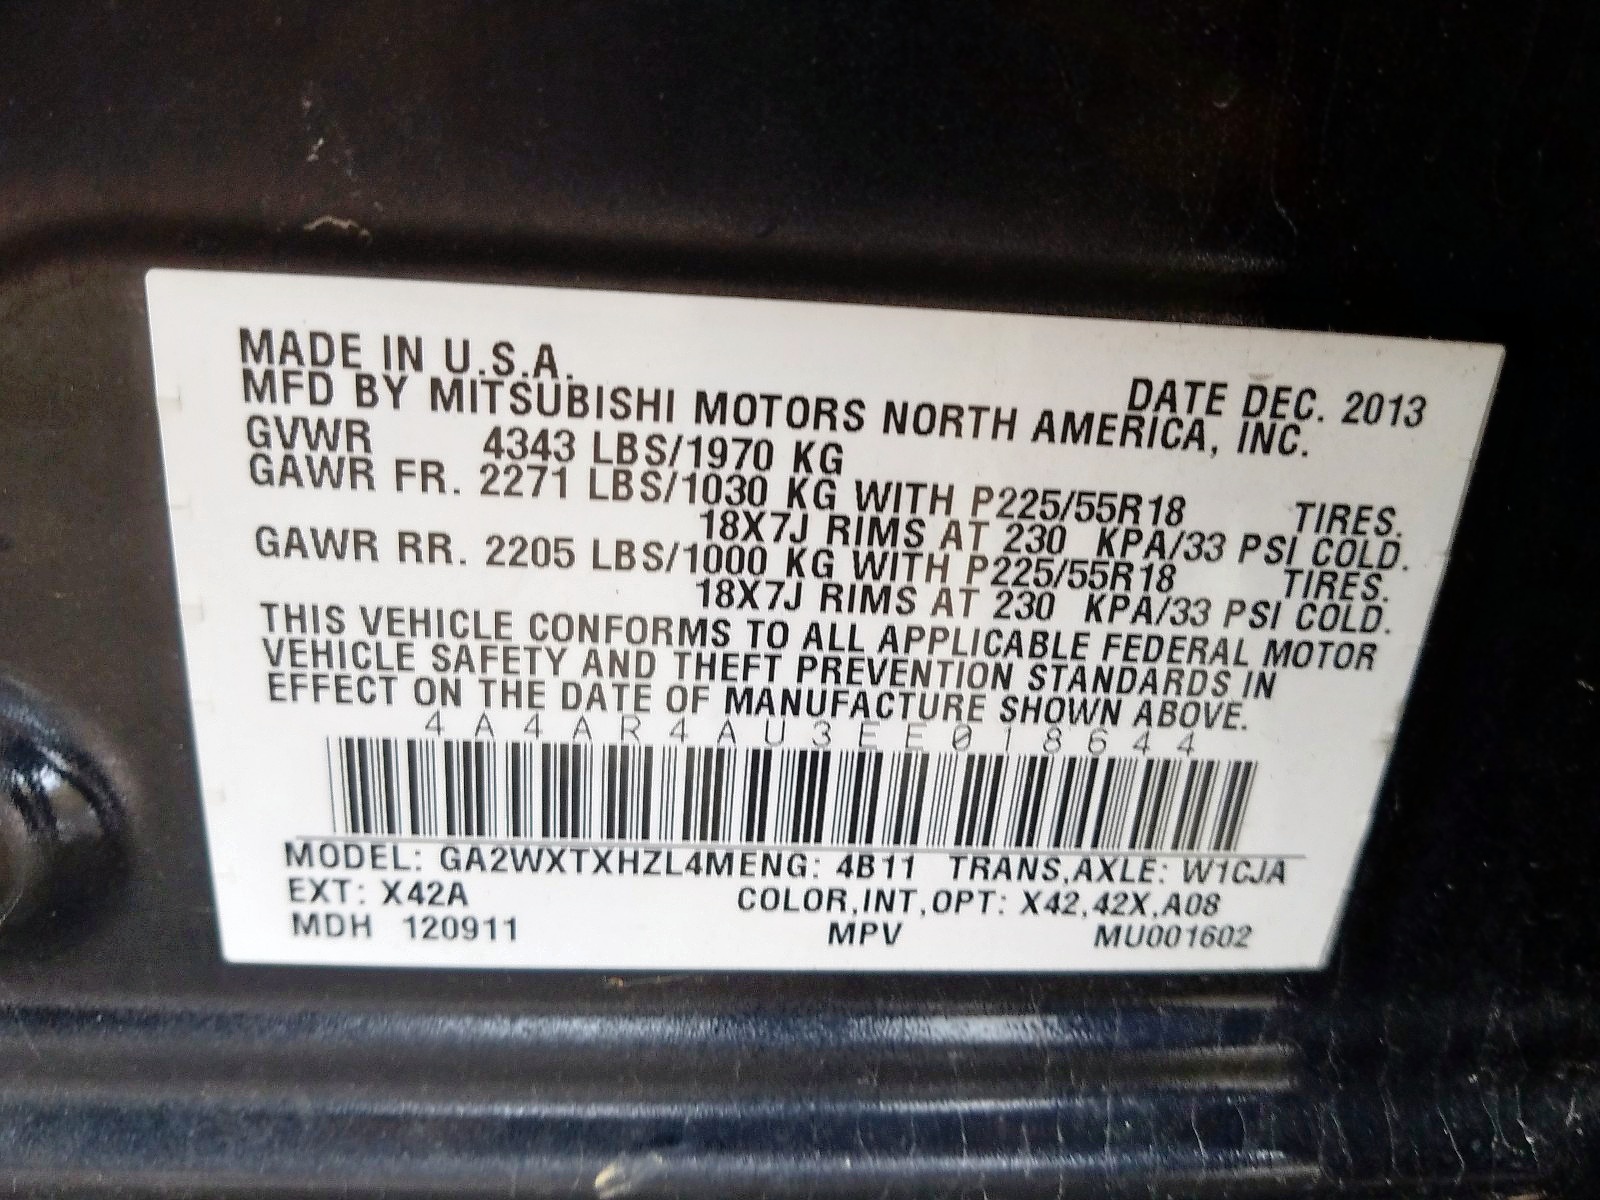 MADE IN U.S.A. DATE DEC. 2013
MFD BY MITSUBISHI MOTORS NORTH AMERICA, INC.
GVWR 4343 LBS/1970 KG
GAWR FR. 2271 LBS/1030 KG WITH P225/55R18 TIRES.
18X7J RIMS AT 230 KPA/33 PSI COLD.
GAWR RR. 2205 LBS/1000 KG WITH P225/55R18 TIRES.
18X7J RIMS AT 230 KPA/33 PSI COLD.
THIS VEHICLE CONFORMS TO ALL APPLICABLE FEDERAL MOTOR
VEHICLE SAFETY AND THEFT PREVENTION STANDARDS IN
EFFECT ON THE DATE OF MANUFACTURE SHOWN ABOVE.
4A4AR4AU3EE018644
MODEL: GA2WXTXHZL4MENG: 4B11 TRANS,AXLE: W1CJA
EXT: X42A COLOR,INT,OPT: X42,42X,A08
MDH 120911 MPV MU001602